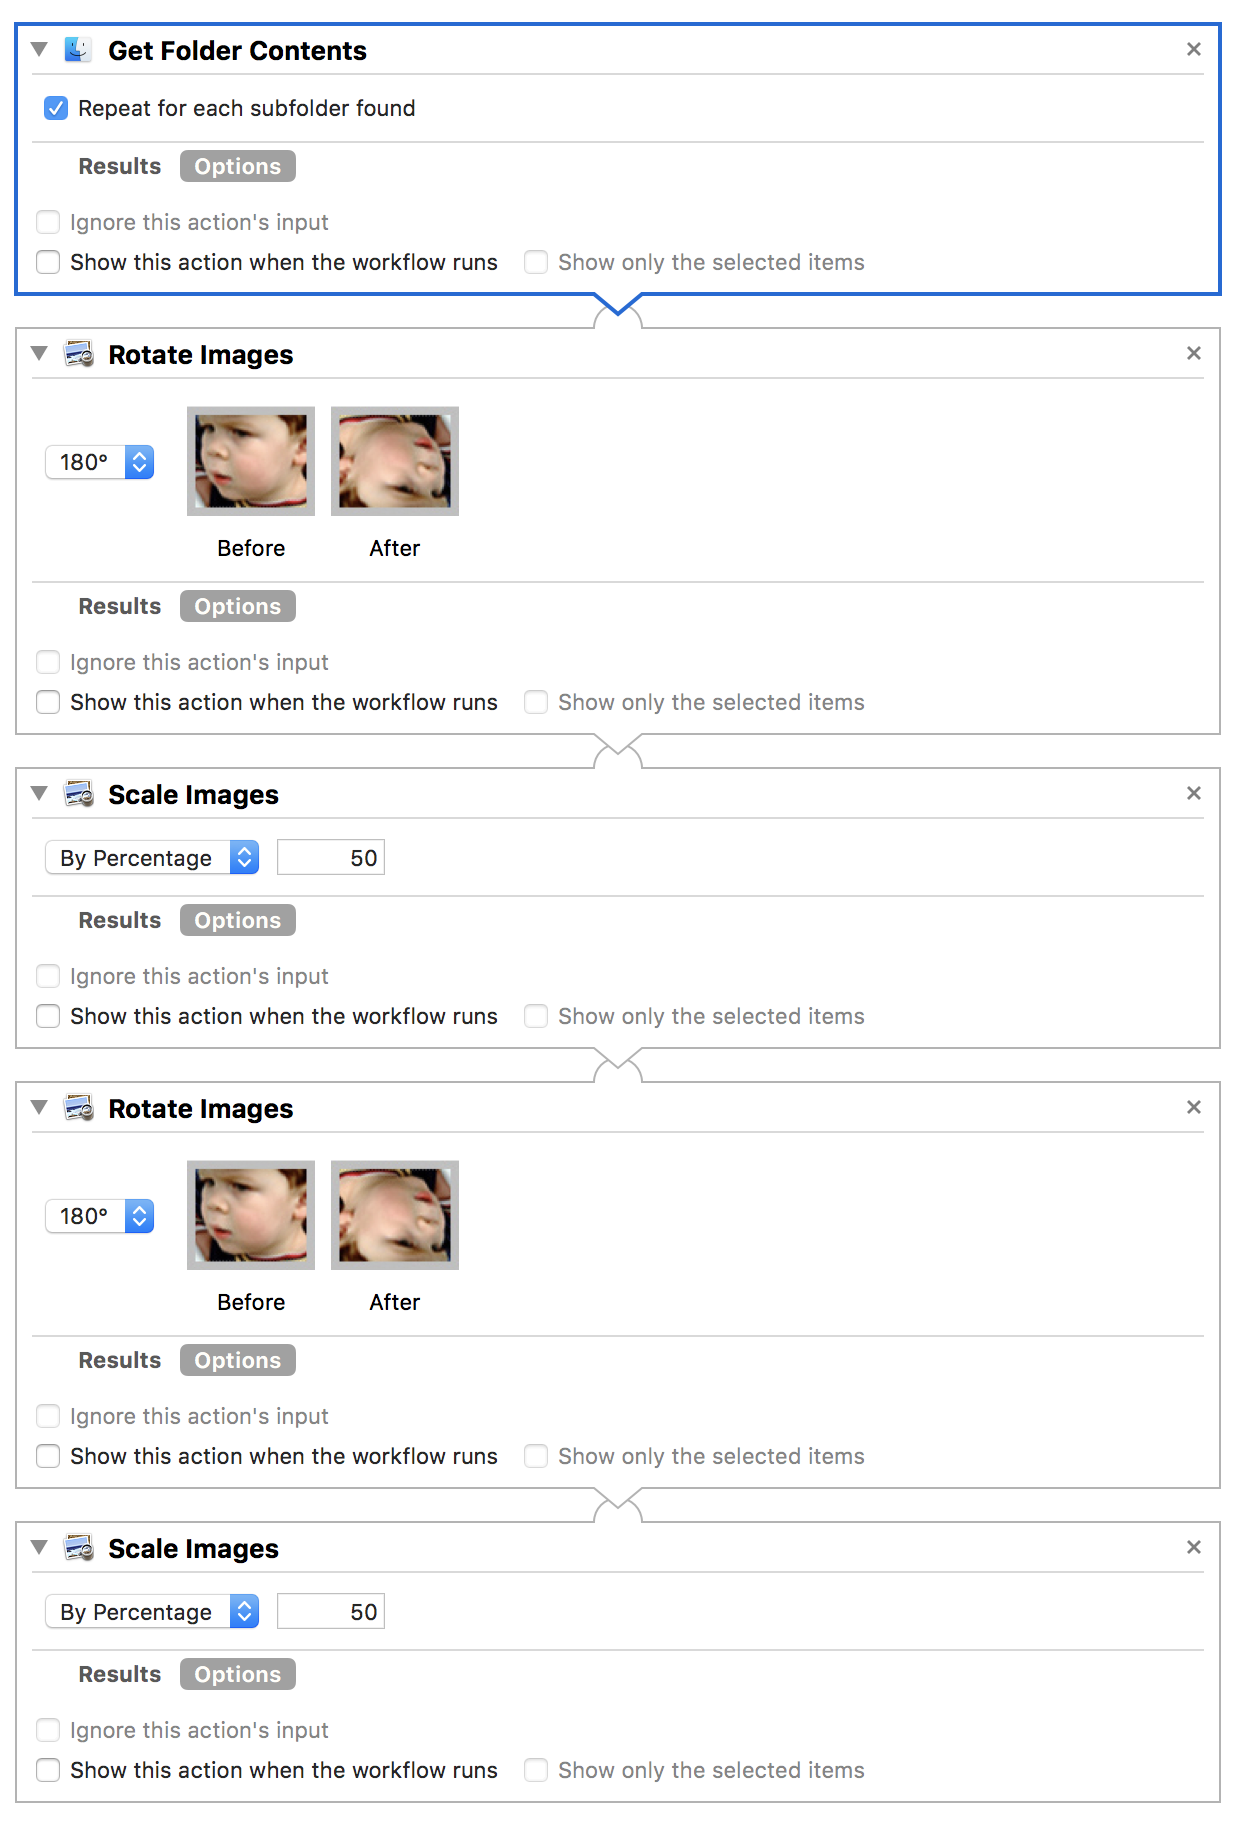 Get Folder Contents
Repeat for each subfolder found
Results Options
Ignore this action's input
Show this action when the workflow runs Show only the selected items
Rotate Images
180°
Before After
Results Options
Ignore this action's input
Show this action when the workflow runs Show only the selected items
Scale Images
By Percentage 50
Results Options
Ignore this action's input
Show this action when the workflow runs Show only the selected items
Rotate Images
180°
Before After
Results Options
Ignore this action's input
Show this action when the workflow runs Show only the selected items
Scale Images
By Percentage 50
Results Options
Ignore this action's input
Show this action when the workflow runs Show only the selected items